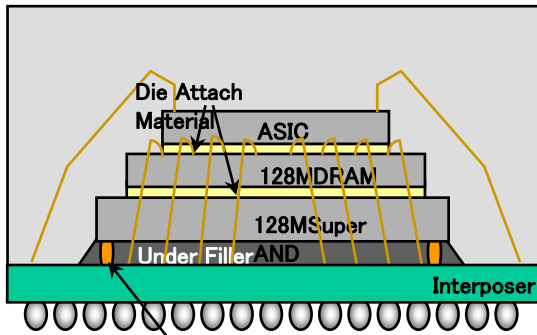 Die Attach
Material
ASIC
128MDRAM
128MSuper
AND
Under Filler
Interposer